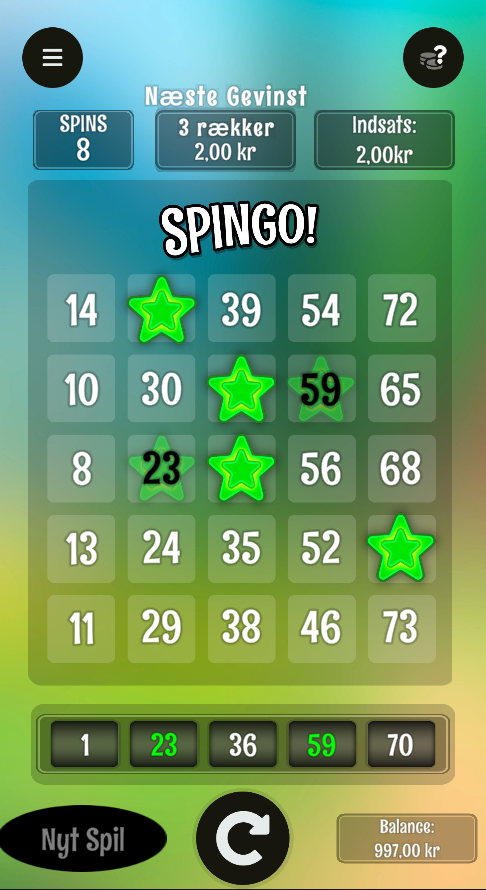 ?
Næste Gevinst
SPINS
8
3 rækker
2,00 kr
Indsats:
2,00kr
SPINGO!
14 39 54 72
10 30 59 65
8 23 56 68
13 24 35 52
11 29 38 46 73
1 23 36 59 70
Nyt Spil
Balance:
997,00 kr